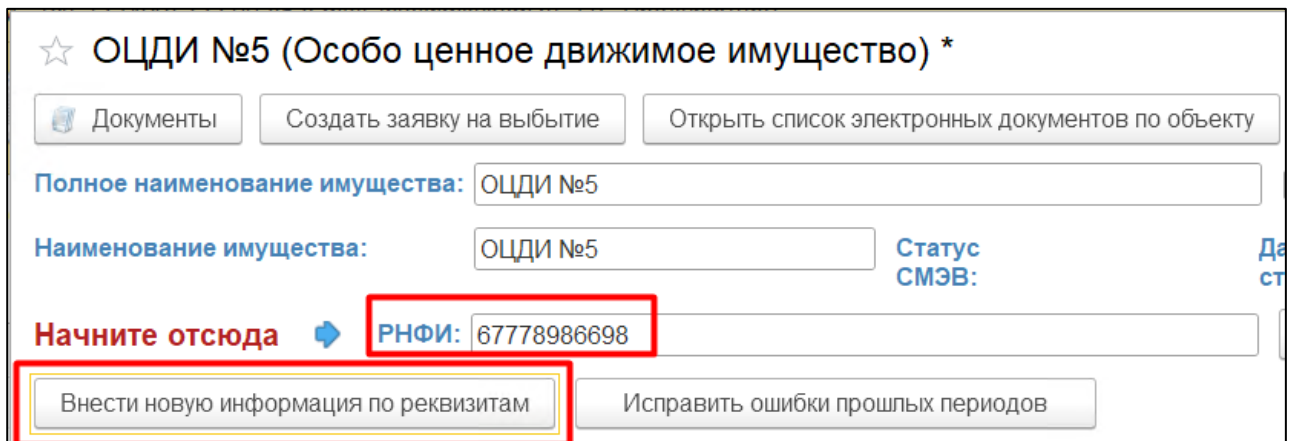 ОЦДИ №5 (Особо ценное движимое имущество) *
Документы Создать заявку на выбытие Открыть список электронных документов по объекту
Полное наименование имущества: ОЦДИ №5
Наименование имущества: ОЦДИ №5 Статус СМЭВ:
Начните отсюда РНФИ: 67778986698
Внести новую информация по реквизитам Исправить ошибки прошлых периодов